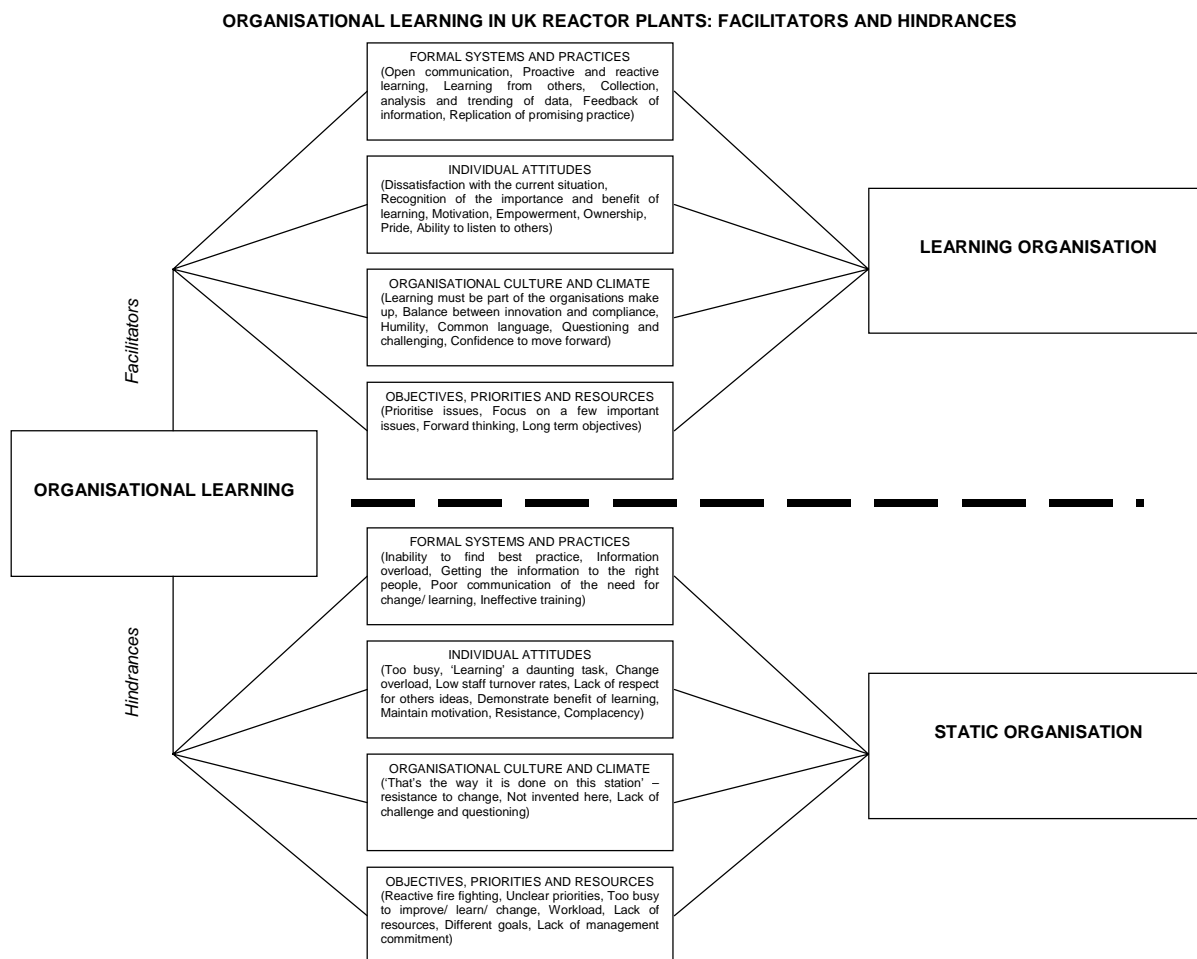 ORGANISATIONAL LEARNING IN UK REACTOR PLANTS: FACILITATORS AND HINDRANCES
FORMAL SYSTEMS AND PRACTICES
(Open communication, Proactive and reactive
learning, Learning from others, Collection,
analysis and trending of data, Feedback of
information, Replication of promising practice)
INDIVIDUAL ATTITUDES
(Dissatisfaction with the current situation,
Recognition of the importance and benefit of
learning, Motivation, Empowerment, Ownership,
Pride, Ability to listen to others)
LEARNING ORGANISATION
ORGANISATIONAL CULTURE AND CLIMATE
(Learning must be part of the organisations make
up, Balance between innovation and compliance,
Humility, Common language, Questioning and
challenging, Confidence to move forward)
Facilitators
OBJECTIVES, PRIORITIES AND RESOURCES
(Prioritise issues, Focus on a few important
issues, Forward thinking, Long term objectives)
ORGANISATIONAL LEARNING
FORMAL SYSTEMS AND PRACTICES
(Inability to find best practice, Information
overload, Getting the information to the right
people, Poor communication of the need for
change/ learning, Ineffective training)
Hindrances
INDIVIDUAL ATTITUDES
(Too busy, ‘Learning’ a daunting task, Change
overload, Low staff turnover rates, Lack of respect
for others ideas, Demonstrate benefit of learning,
Maintain motivation, Resistance, Complacency)
STATIC ORGANISATION
ORGANISATIONAL CULTURE AND CLIMATE
(‘That’s the way it is done on this station’ –
resistance to change, Not invented here, Lack of
challenge and questioning)
OBJECTIVES, PRIORITIES AND RESOURCES
(Reactive fire fighting, Unclear priorities, Too busy
to improve/ learn/ change, Workload, Lack of
resources, Different goals, Lack of management
commitment)